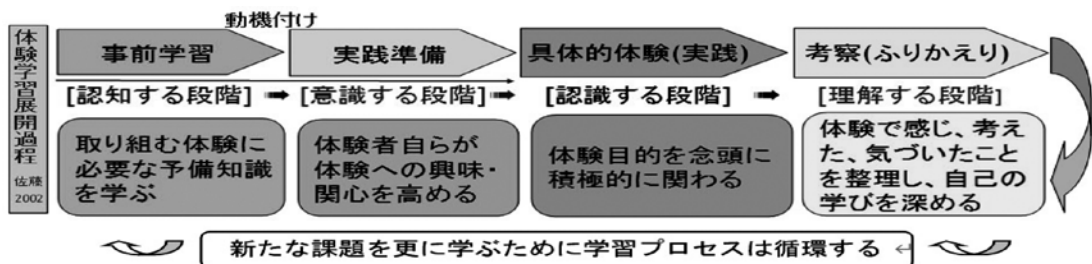 体験学習展開過程
佐藤
2002
動機付け
事前学習
実践準備
具体的体験(実践)
考察(ふりかえり)
[認知する段階]
[意識する段階]
[認識する段階]
[理解する段階]
取り組む体験に
必要な予備知識
を学ぶ
体験者自らが
体験への興味・
関心を高める
体験目的を念頭に
積極的に関わる
体験で感じ、考え
た、気づいたこと
を整理し、自己の
学びを深める
新たな課題を更に学ぶために学習プロセスは循環する